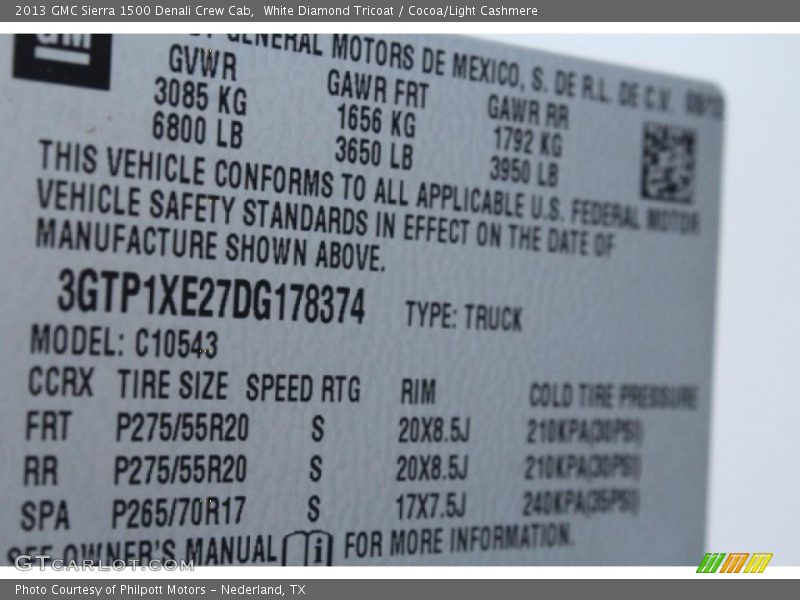 2013 GMC Sierra 1500 Denali Crew Cab,  White Diamond Tricoat / Cocoa/Light Cashmere
gm
BY GENERAL MOTORS DE MEXICO, S. DE R.L. DE C.V.
GVWR GAWR FRT GAWR RR
3085 KG 1656 KG 1792 KG
6800 LB 3650 LB 3950 LB
THIS VEHICLE CONFORMS TO ALL APPLICABLE U.S. FEDERAL MOTOR
VEHICLE SAFETY STANDARDS IN EFFECT ON THE DATE OF
MANUFACTURE SHOWN ABOVE.
3GTP1XE27DG178374 TYPE: TRUCK
MODEL: C10543
CCRX TIRE SIZE SPEED RTG RIM COLD TIRE PRESSURE
FRT P275/55R20 S 20X8.5J 210KPA(30PSI)
RR P275/55R20 S 20X8.5J 210KPA(30PSI)
SPA P265/70R17 S 17X7.5J 240KPA(35PSI)
SEE OWNER'S MANUAL i FOR MORE INFORMATION.
GTcarlot.com
Photo Courtesy of Philpott Motors - Nederland, TX